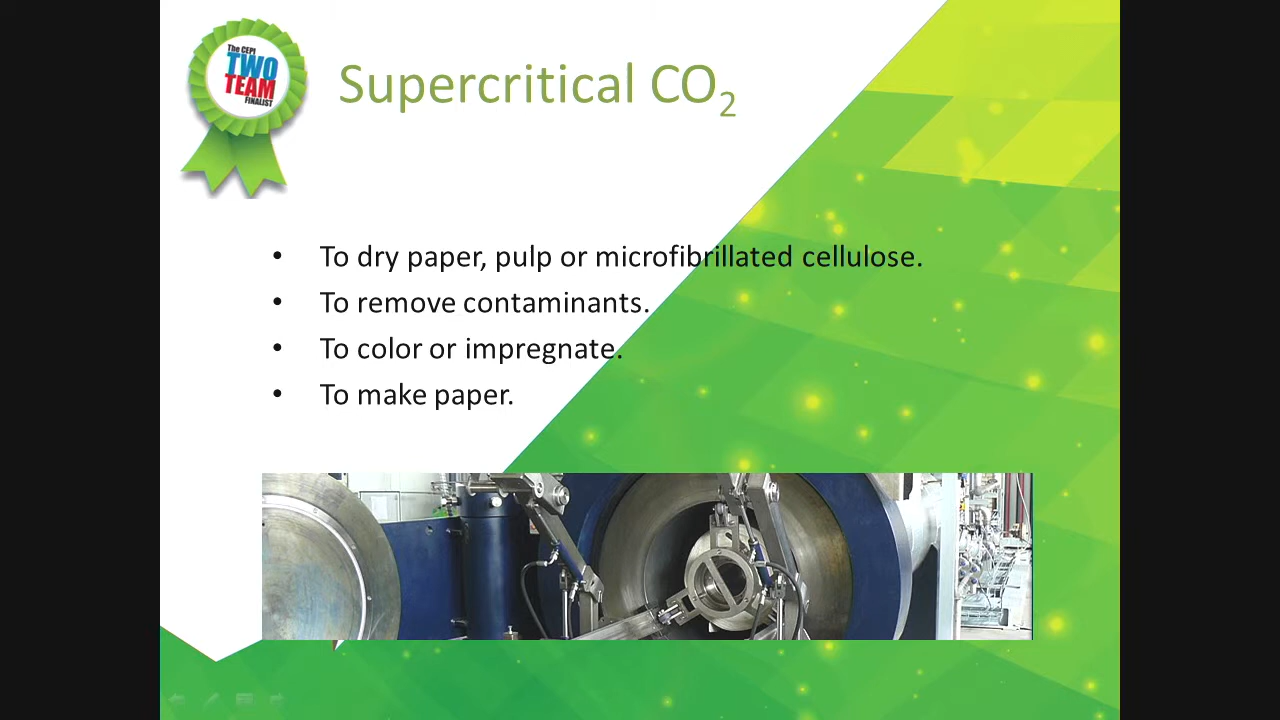 The CEPI
TWO
TEAM
FINALIST
Supercritical CO₂
• To dry paper, pulp or microfibrillated cellulose.
• To remove contaminants.
• To color or impregnate.
• To make paper.